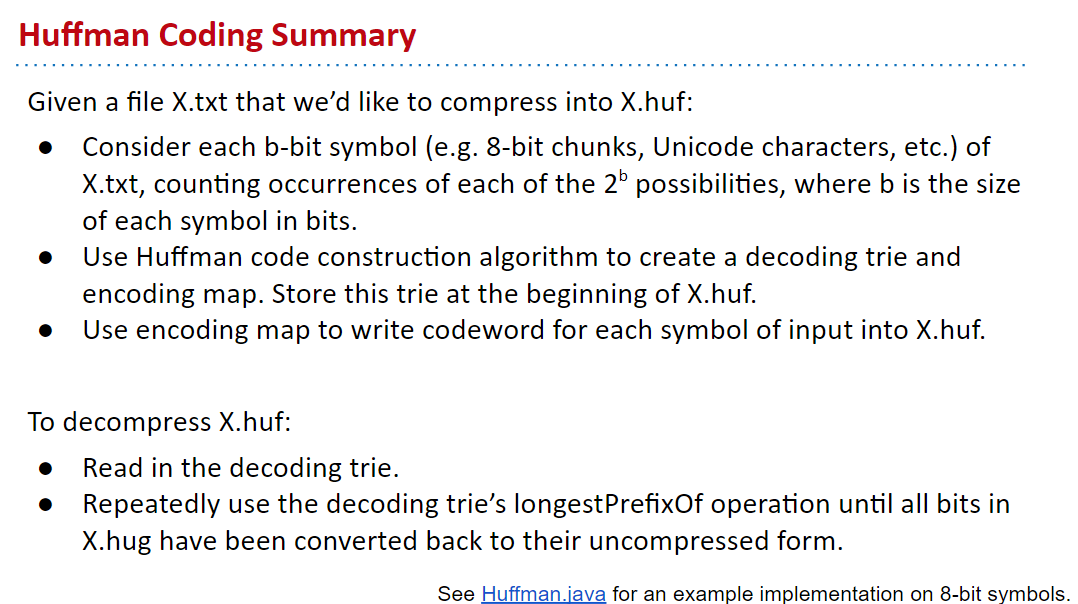 Huffman Coding Summary
Given a file X.txt that we’d like to compress into X.huf:
● Consider each b-bit symbol (e.g. 8-bit chunks, Unicode characters, etc.) of
X.txt, counting occurrences of each of the 2ᵇ possibilities, where b is the size
of each symbol in bits.
● Use Huffman code construction algorithm to create a decoding trie and
encoding map. Store this trie at the beginning of X.huf.
● Use encoding map to write codeword for each symbol of input into X.huf.
To decompress X.huf:
● Read in the decoding trie.
● Repeatedly use the decoding trie’s longestPrefixOf operation until all bits in
X.hug have been converted back to their uncompressed form.
See Huffman.java for an example implementation on 8-bit symbols.